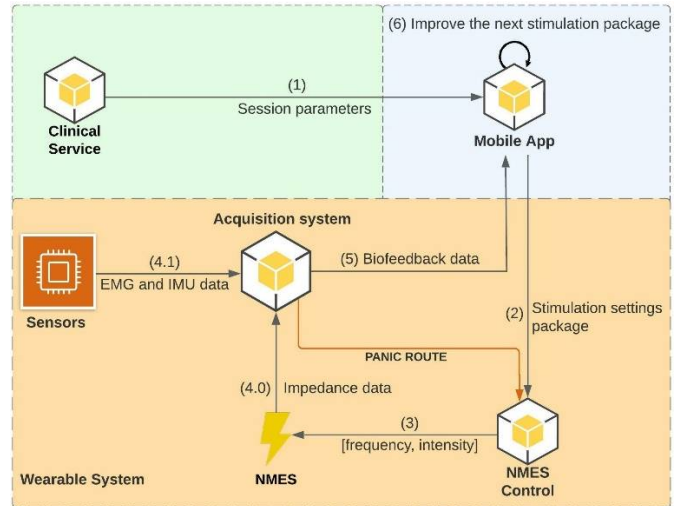 (6) Improve the next stimulation package
(1)
Session parameters
Clinical
Service
Mobile App
Acquisition system
(4.1)
EMG and IMU data
Sensors
(5) Biofeedback data
(2)
Stimulation settings
package
PANIC ROUTE
(4.0)
Impedance data
(3)
[frequency, intensity]
NMES
NMES
Control
Wearable System